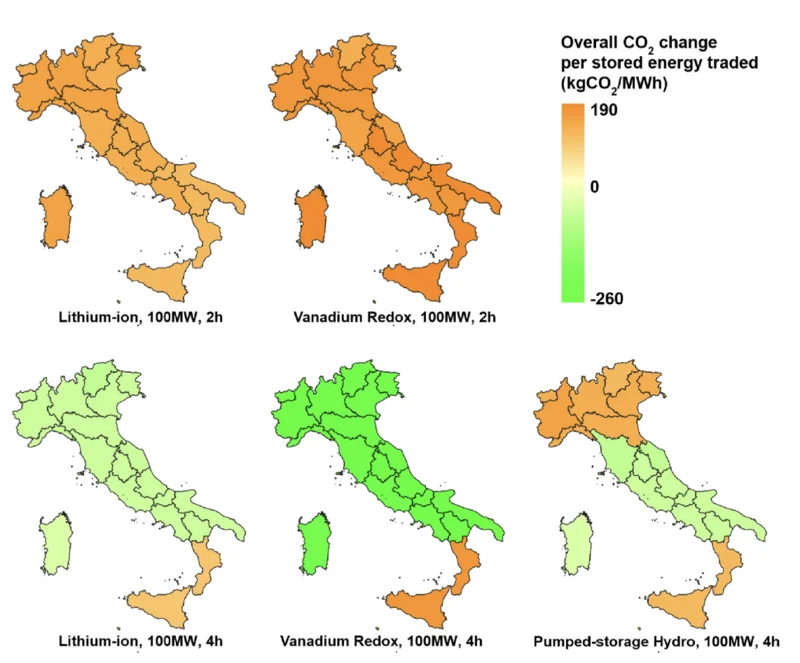 Overall CO₂ change
per stored energy traded
(kgCO₂/MWh)
190
0
-260
Lithium-ion, 100MW, 2h
Vanadium Redox, 100MW, 2h
Lithium-ion, 100MW, 4h
Vanadium Redox, 100MW, 4h
Pumped-storage Hydro, 100MW, 4h